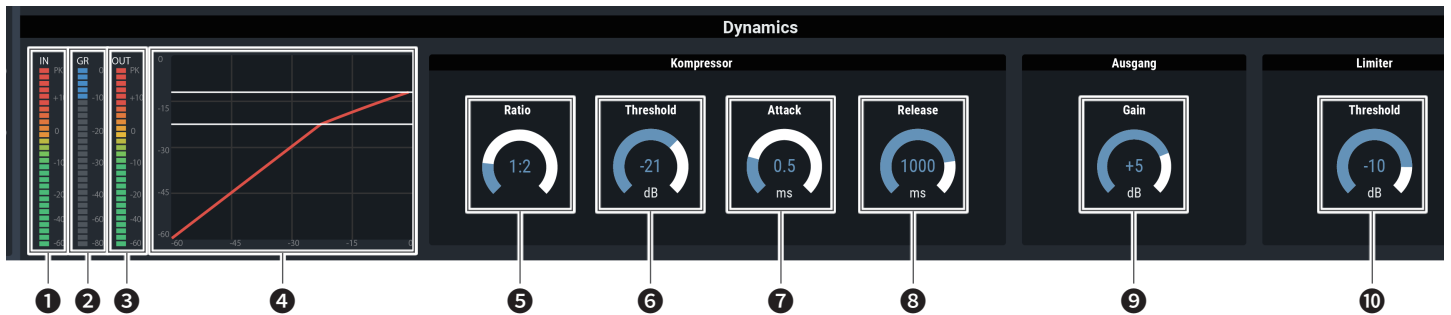 Dynamics
IN GR OUT
Kompressor
Ausgang
Limiter
PK 0 PK
+10 -10 +10
0 -20 0
-10 -30 -10
-20 -40 -20
-40 -60 -40
-60 -80 -60
0
-15
-30
-45
-60
-60 -45 -30 -15 0
Ratio
1:2
Threshold
-21
dB
Attack
0.5
ms
Release
1000
ms
Gain
+5
dB
Threshold
-10
dB
1 2 3 4 5 6 7 8 9 10